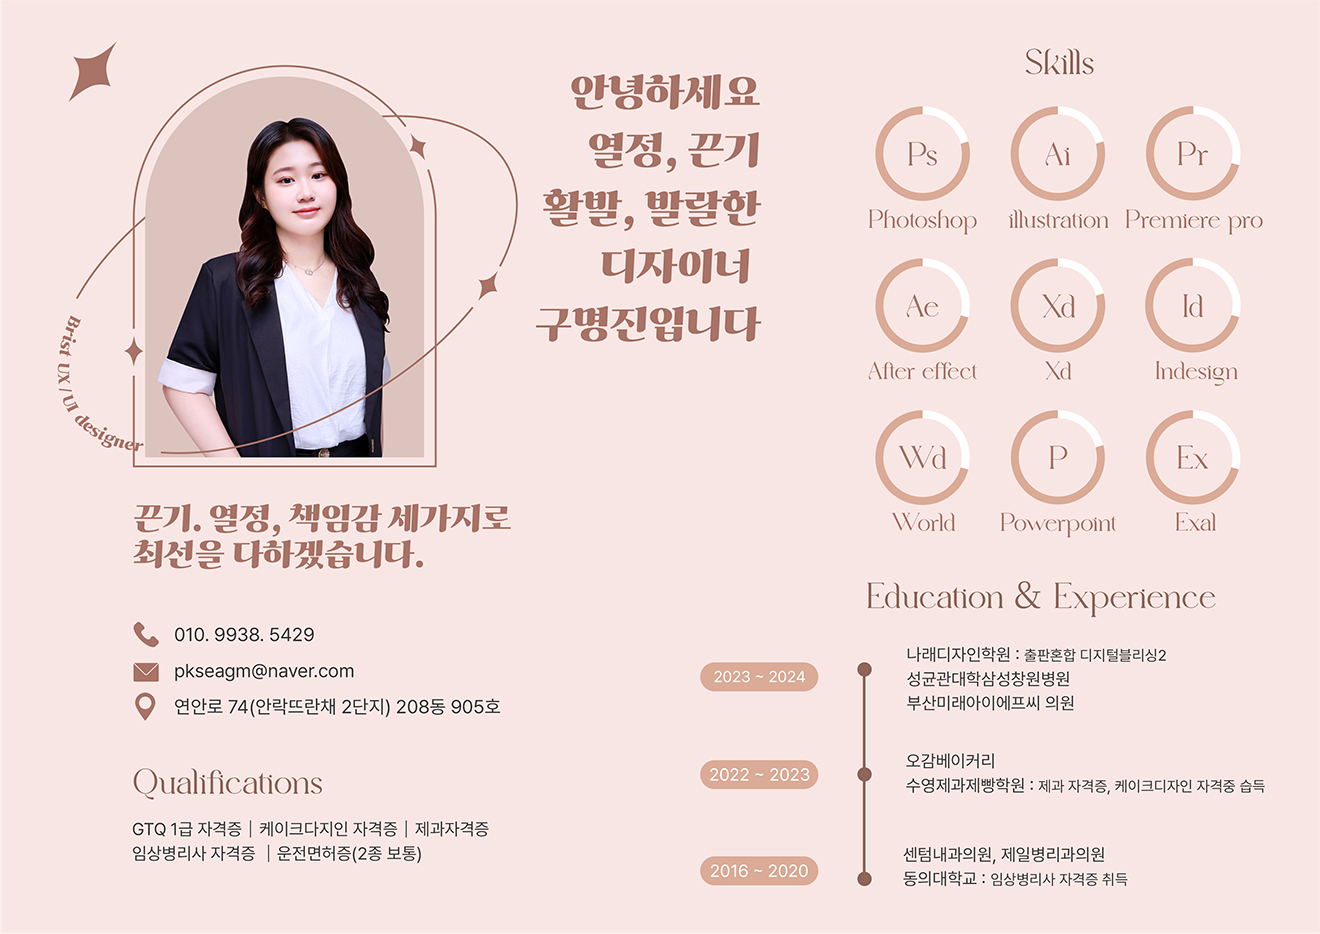 안녕하세요
열정, 끈기
활발, 발랄한
디자이너
구명진입니다
Brist UX/UI designer
끈기. 열정, 책임감 세가지로
최선을 다하겠습니다.
010. 9938. 5429
pkseagm@naver.com
연안로 74(안락뜨란채 2단지) 208동 905호
Qualifications
GTQ 1급 자격증 | 케이크다지인 자격증 | 제과자격증
임상병리사 자격증 | 운전면허증(2종 보통)
Skills
Ps Ai Pr
Photoshop illustration Premiere pro
Ae Xd Id
After effect Xd Indesign
Wd P Ex
World Powerpoint Exal
Education & Experience
2023 ~ 2024
나래디자인학원 : 출판혼합 디지털블리싱2
성균관대학삼성창원병원
부산미래아이에프씨 의원
2022 ~ 2023
오감베이커리
수영제과제빵학원 : 제과 자격증, 케이크디자인 자격중 습득
2016 ~ 2020
센텀내과의원, 제일병리과의원
동의대학교 : 임상병리사 자격증 취득